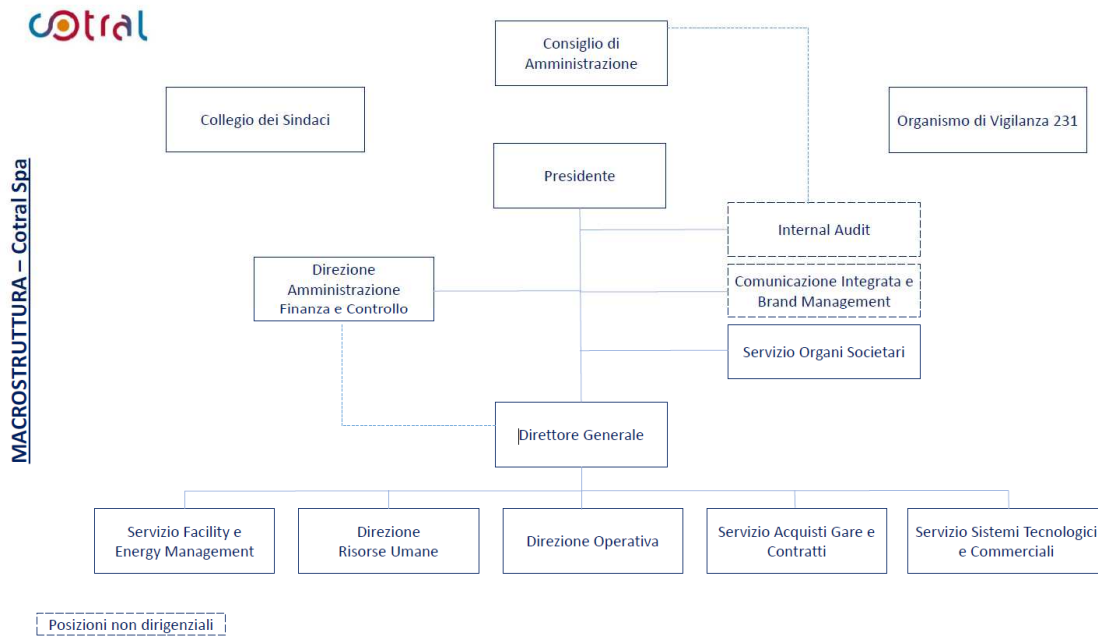 cotral
Consiglio di
Amministrazione
Collegio dei Sindaci
Organismo di Vigilanza 231
MACROSTRUTTURA – Cotral Spa
Presidente
Internal Audit
Direzione
Amministrazione
Finanza e Controllo
Comunicazione Integrata e
Brand Management
Servizio Organi Societari
Direttore Generale
Servizio Facility e
Energy Management
Direzione
Risorse Umane
Direzione Operativa
Servizio Acquisti Gare e
Contratti
Servizio Sistemi Tecnologici
e Commerciali
Posizioni non dirigenziali